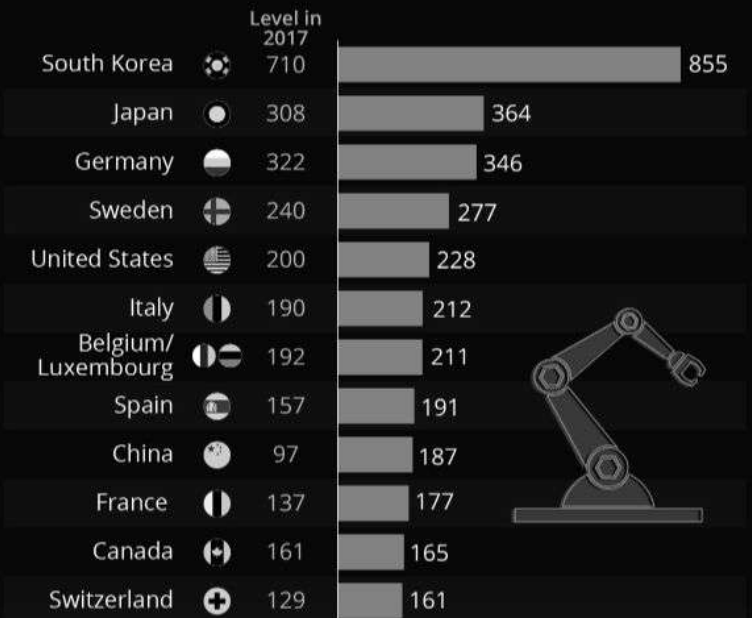 Level in
2017
South Korea 710 855
Japan 308 364
Germany 322 346
Sweden 240 277
United States 200 228
Italy 190 212
Belgium/
Luxembourg 192 211
Spain 157 191
China 97 187
France 137 177
Canada 161 165
Switzerland 129 161